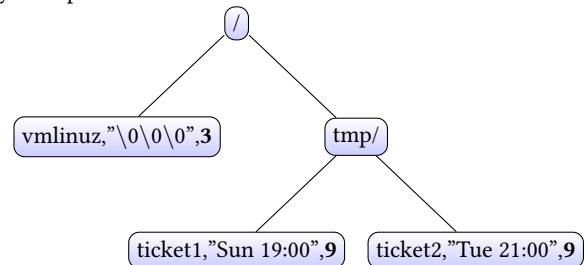 /
vmlinuz,”\0\0\0”,3
tmp/
ticket1,”Sun 19:00”,9
ticket2,”Tue 21:00”,9